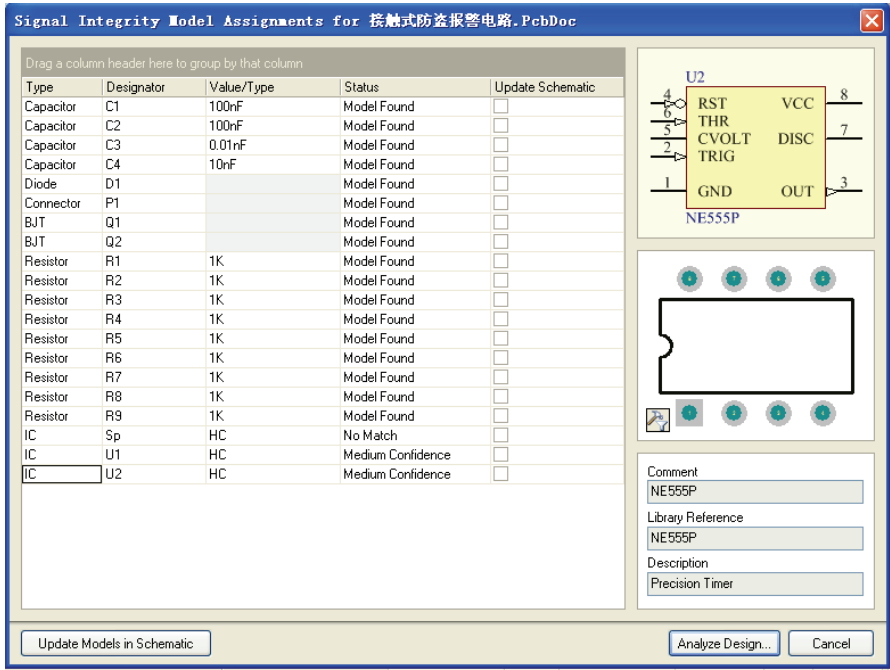 Signal Integrity Model Assignments for 接触式防盗报警电路.PcbDoc
Drag a column header here to group by that column
Type Designator Value/Type Status Update Schematic
Capacitor C1 100nF Model Found
Capacitor C2 100nF Model Found
Capacitor C3 0.01nF Model Found
Capacitor C4 10nF Model Found
Diode D1 Model Found
Connector P1 Model Found
BJT Q1 Model Found
BJT Q2 Model Found
Resistor R1 1K Model Found
Resistor R2 1K Model Found
Resistor R3 1K Model Found
Resistor R4 1K Model Found
Resistor R5 1K Model Found
Resistor R6 1K Model Found
Resistor R7 1K Model Found
Resistor R8 1K Model Found
Resistor R9 1K Model Found
IC Sp HC No Match
IC U1 HC Medium Confidence
IC U2 HC Medium Confidence
U2
4 RST VCC 8
6 THR
5 CVOLT DISC 7
2 TRIG
1 GND OUT 3
NE555P
Comment
NE555P
Library Reference
NE555P
Description
Precision Timer
Update Models in Schematic
Analyze Design...
Cancel